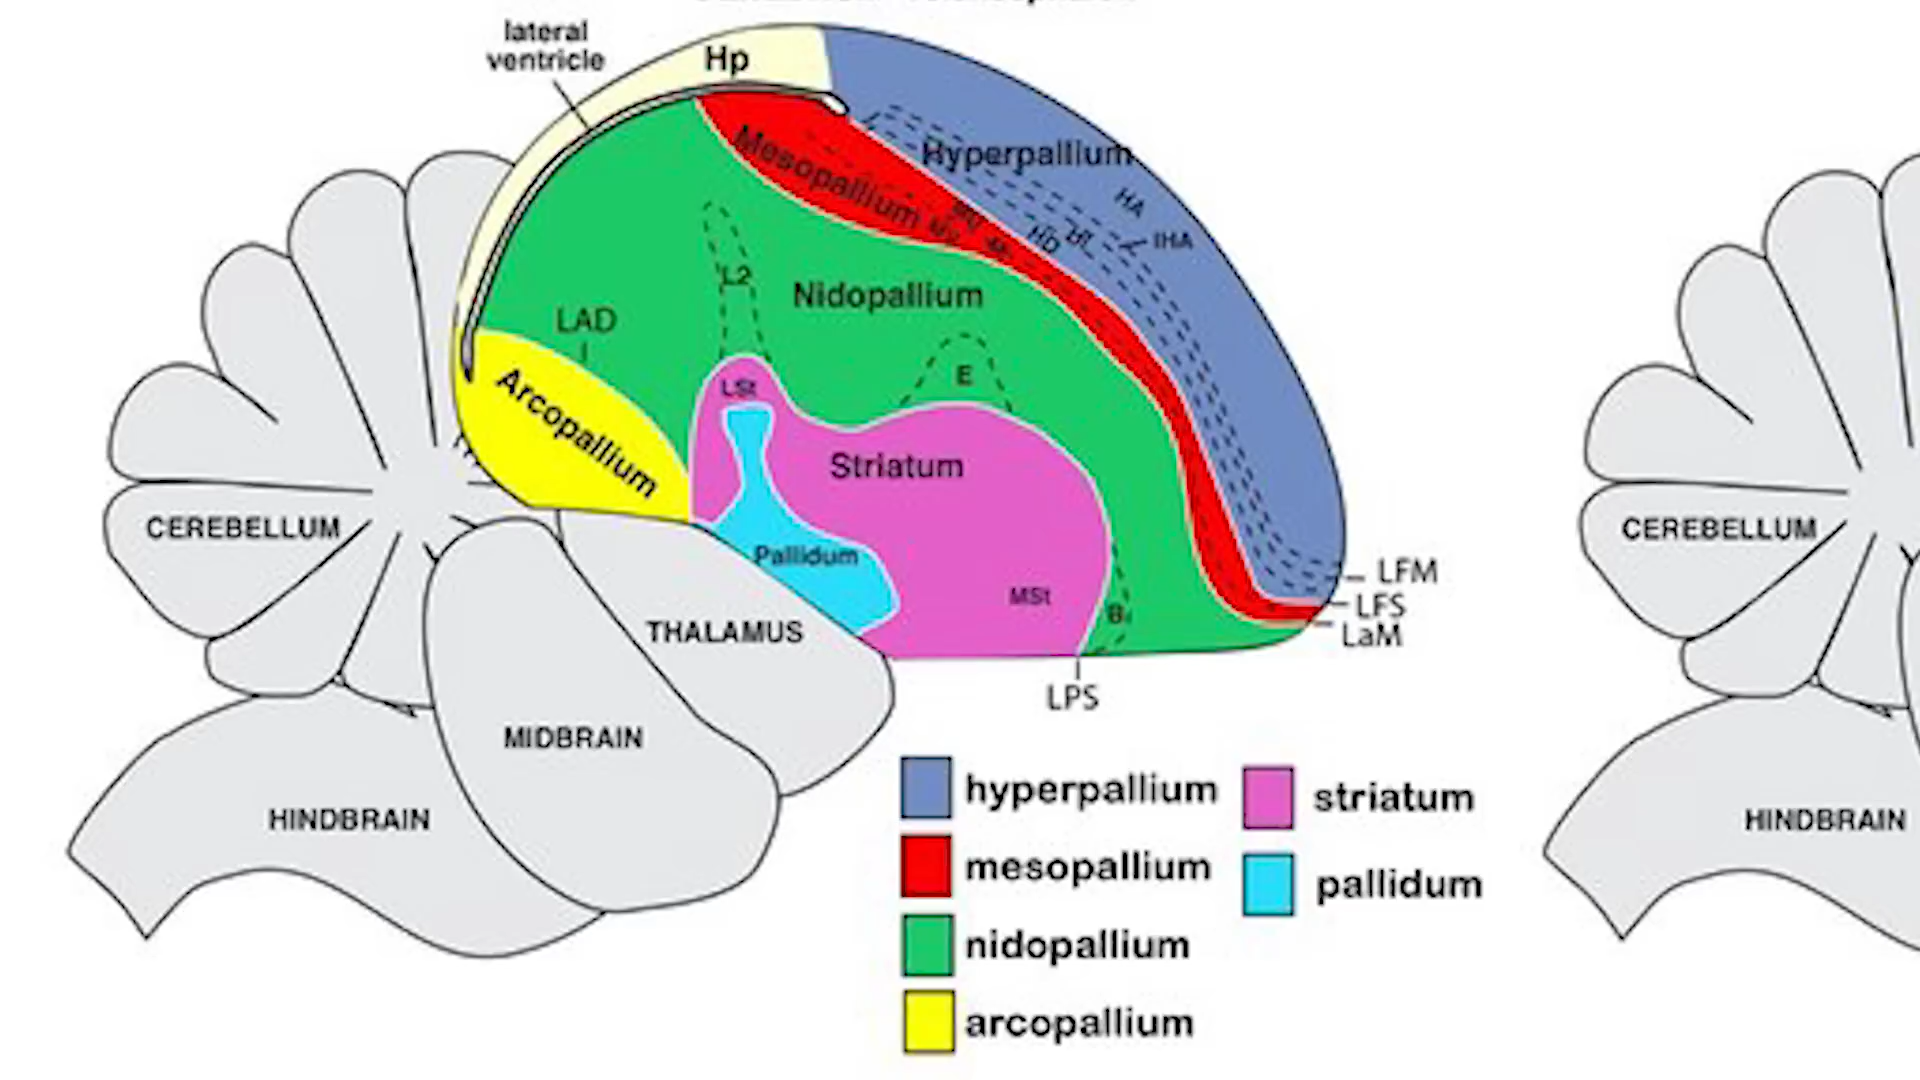 lateral
ventricle
Hp
Hyperpallium
Mesopallium
HA
IHA
HD
MV
L2
Nidopallium
LAD
E
LSt
Arcopallium
Striatum
CEREBELLUM
CEREBELLUM
Pallidum
LFM
MSt
B
LFS
THALAMUS
LaM
LPS
MIDBRAIN
hyperpallium
striatum
HINDBRAIN
HINDBRAIN
mesopallium
pallidum
nidopallium
arcopallium